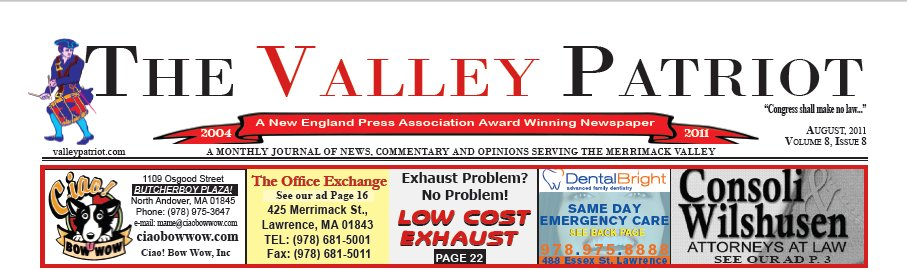 THE VALLEY PATRIOT
"Congress shall make no law..."
2004
A New England Press Association Award Winning Newspaper
2011
AUGUST, 2011
VOLUME 8, ISSUE 8
valleypatriot.com
A MONTHLY JOURNAL OF NEWS, COMMENTARY AND OPINIONS SERVING THE MERRIMACK VALLEY
Ciao!
BOW WOW
1109 Osgood Street
BUTCHERBOY PLAZA!
North Andover, MA 01845
Phone: (978) 975-3647
e-mail: mame@ciaobowwow.com
ciaobowwow.com
Ciao! Bow Wow, Inc
The Office Exchange
See our ad Page 16
425 Merrimack St.,
Lawrence, MA 01843
TEL: (978) 681-5001
Fax: (978) 681-5011
Exhaust Problem?
No Problem!
LOW COST
EXHAUST
PAGE 22
DentalBright
advanced family dentistry
SAME DAY
EMERGENCY CARE
SEE BACK PAGE
978.975.8888
488 Essex St. Lawrence
Consoli &
Wilshusen
ATTORNEYS AT LAW
SEE OUR AD P. 3